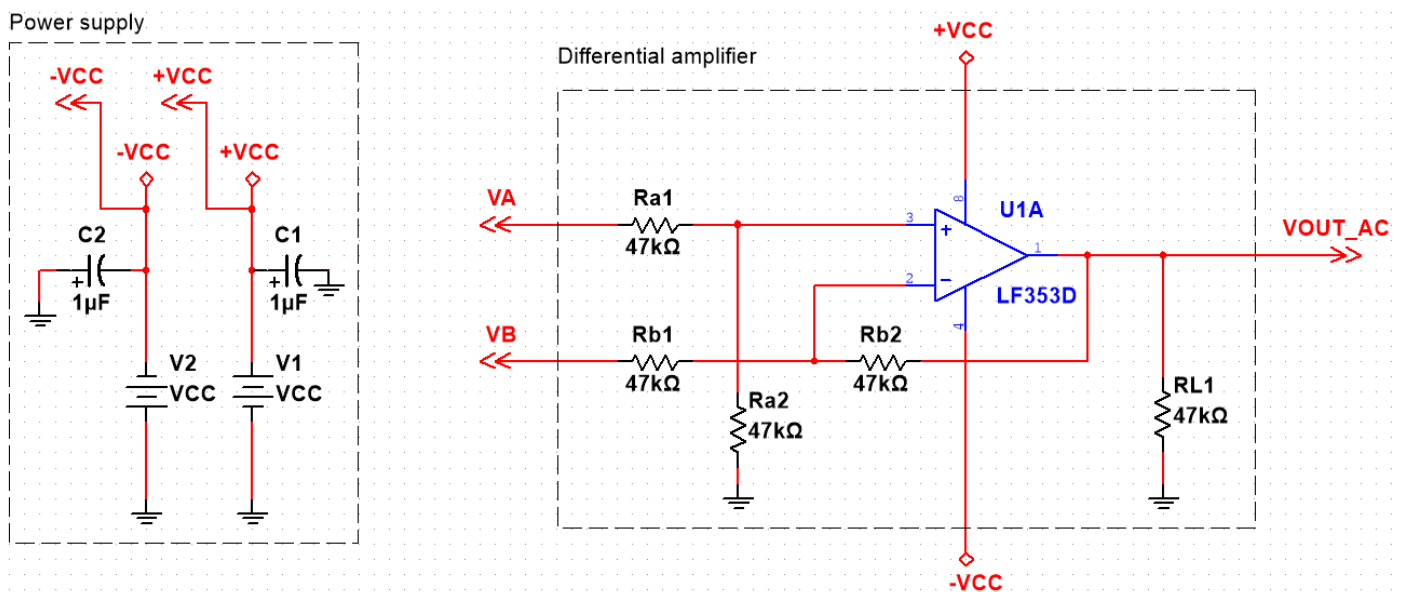 Power supply
-VCC
+VCC
-VCC
+VCC
C2
+
1µF
C1
+
1µF
V2
VCC
V1
VCC
Differential amplifier
+VCC
VA
Ra1
47kΩ
VB
Rb1
47kΩ
Rb2
47kΩ
Ra2
47kΩ
8
3
+
U1A
1
2
−
LF353D
4
VOUT_AC
RL1
47kΩ
-VCC